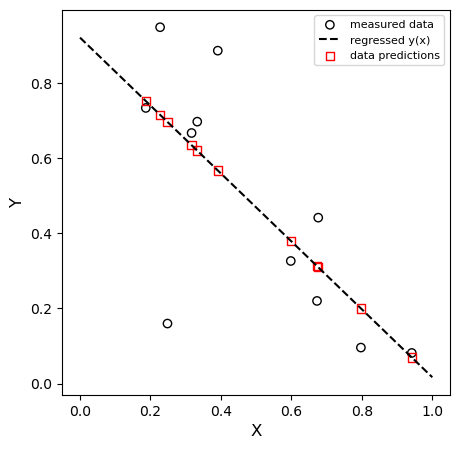 measured data
regressed y(x)
data predictions
Y
0.8
0.6
0.4
0.2
0.0
0.0 0.2 0.4 0.6 0.8 1.0
X